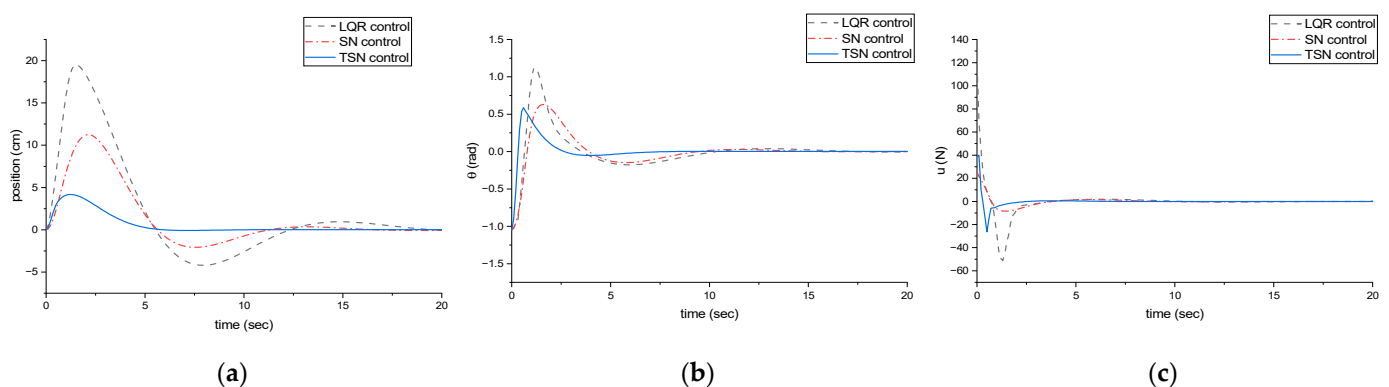 LQR control
SN control
TSN control
20
15
10
5
0
−5
position (cm)
0
5
10
15
20
time (sec)
(a)
LQR control
SN control
TSN control
1.5
1.0
0.5
0.0
−0.5
−1.0
−1.5
θ (rad)
0
5
10
15
20
time (sec)
(b)
LQR control
SN control
TSN control
140
120
100
80
60
40
20
0
−20
−40
−60
u (N)
0
5
10
15
20
time (sec)
(c)